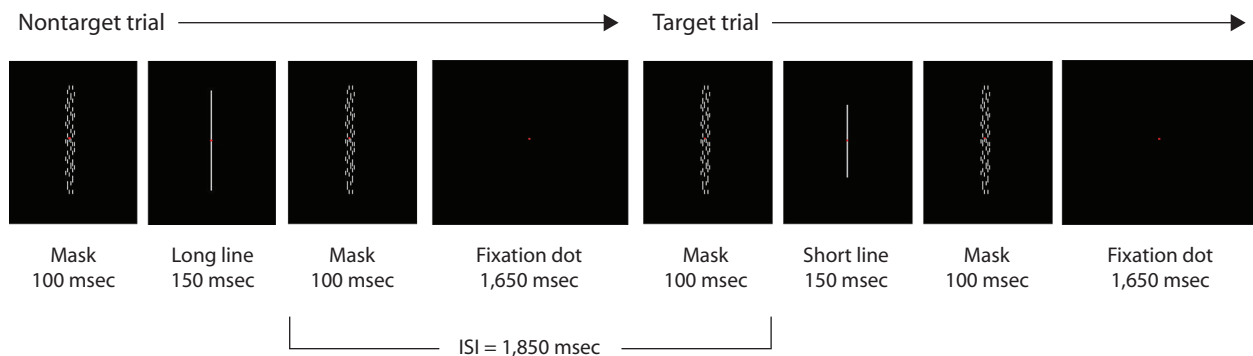 Nontarget trial
Target trial
Mask
100 msec
Long line
150 msec
Mask
100 msec
Fixation dot
1,650 msec
Mask
100 msec
Short line
150 msec
Mask
100 msec
Fixation dot
1,650 msec
ISI = 1,850 msec